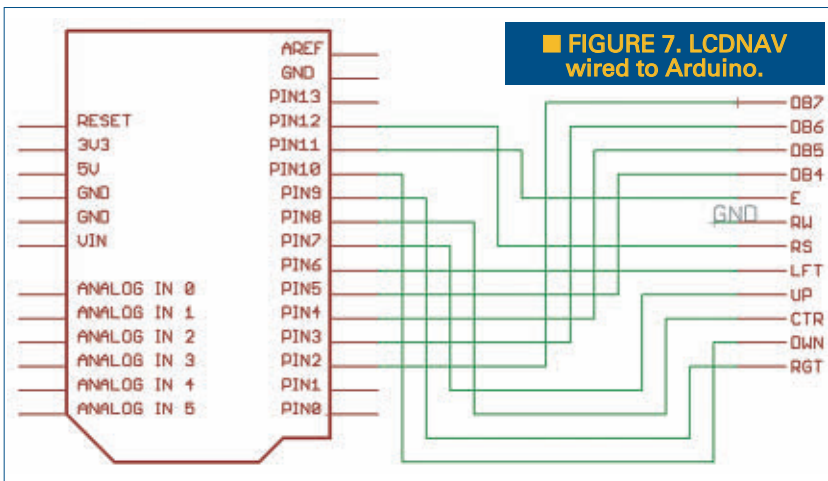 ■ FIGURE 7. LCDNAV
wired to Arduino.
RESET
3V3
5V
GND
GND
VIN
ANALOG IN 0
ANALOG IN 1
ANALOG IN 2
ANALOG IN 3
ANALOG IN 4
ANALOG IN 5
AREF
GND
PIN13
PIN12
PIN11
PIN10
PIN9
PIN8
PIN7
PIN6
PIN5
PIN4
PIN3
PIN2
PIN1
PIN0
DB7
DB6
DB5
DB4
E
GND
RW
RS
LFT
UP
CTR
DWN
RGT